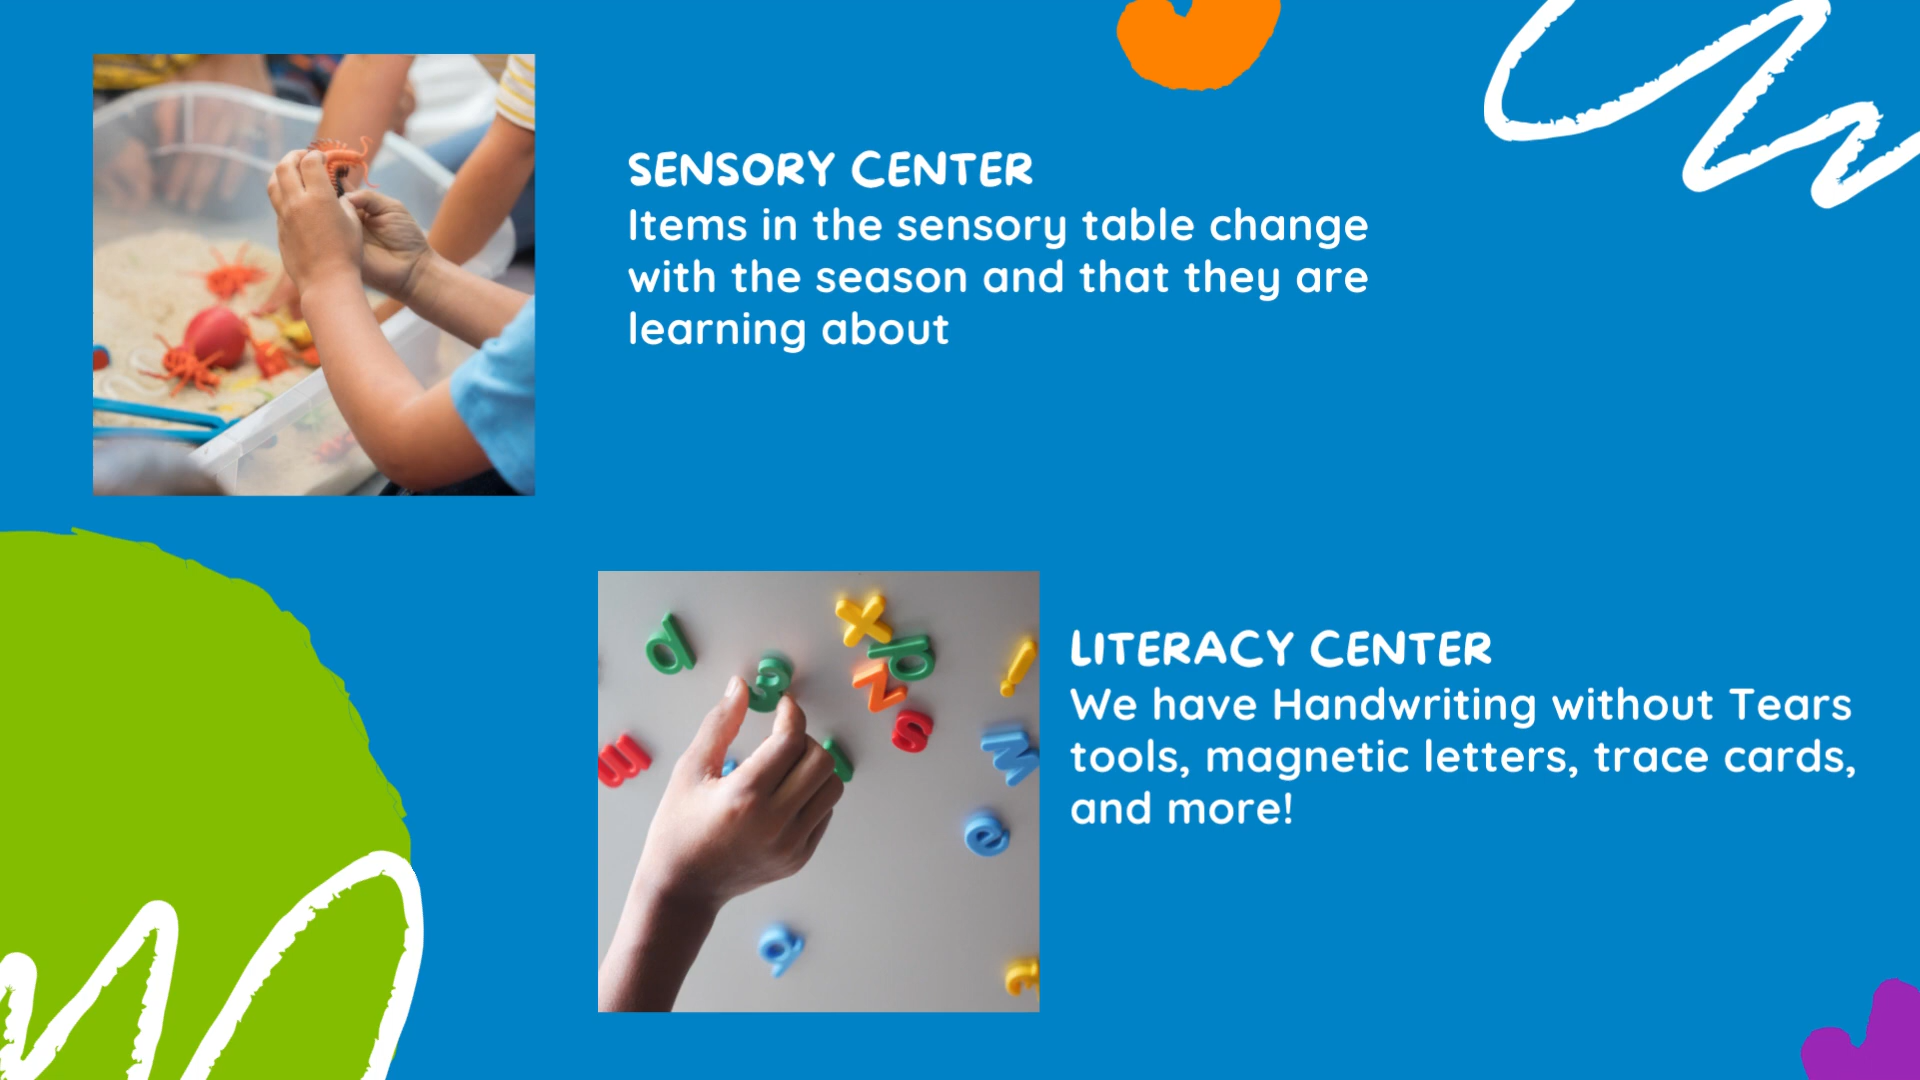 SENSORY CENTER
Items in the sensory table change
with the season and that they are
learning about
LITERACY CENTER
We have Handwriting without Tears
tools, magnetic letters, trace cards,
and more!